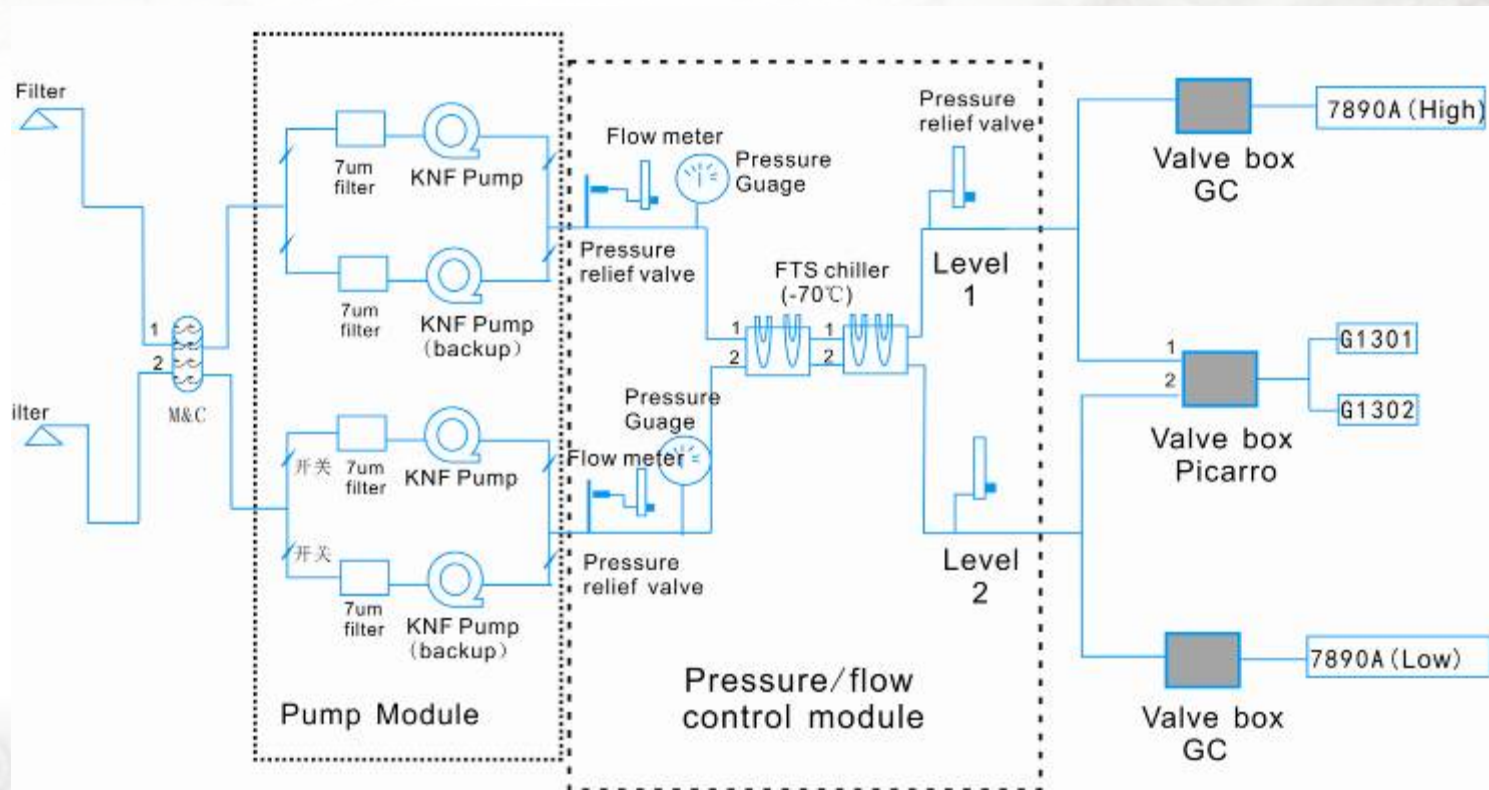 Filter
1
2
M&C
ilter
7um
filter
KNF Pump
7um
filter
KNF Pump
(backup)
开关
7um
filter
KNF Pump
开关
7um
filter
KNF Pump
(backup)
Pump Module
Flow meter
Pressure
Guage
Pressure
relief valve
Pressure
Guage
Flow meter
Pressure
relief valve
FTS chiller
(-70℃)
1
2
1
2
Pressure
relief valve
Level
1
Level
2
Pressure/flow
control module
Valve box
GC
7890A(High)
1
2
Valve box
Picarro
G1301
G1302
Valve box
GC
7890A(Low)